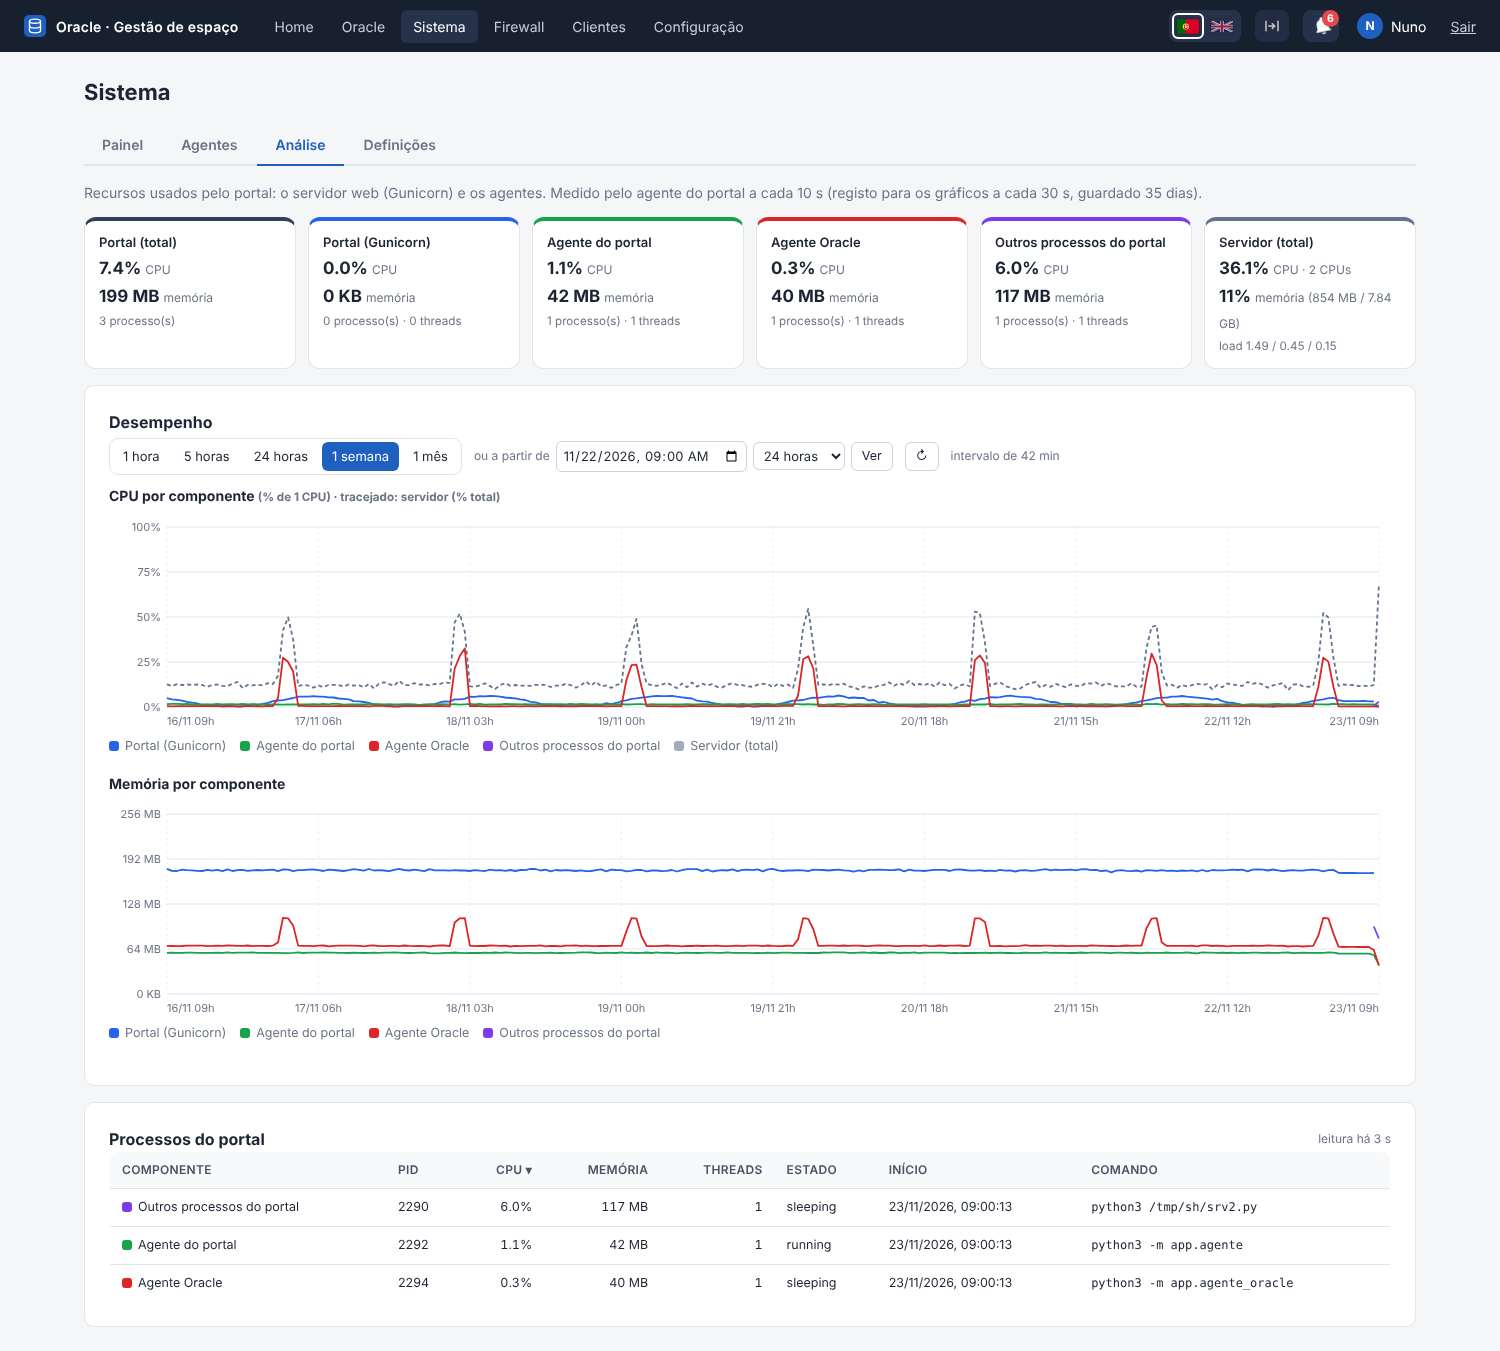 Oracle · Gestão de espaço Home Oracle Sistema Firewall Clientes Configuração 6 N Nuno Sair
Sistema
Painel Agentes Análise Definições
Recursos usados pelo portal: o servidor web (Gunicorn) e os agentes. Medido pelo agente do portal a cada 10 s (registo para os gráficos a cada 30 s, guardado 35 dias).
Portal (total)
7.4% CPU
199 MB memória
3 processo(s)
Portal (Gunicorn)
0.0% CPU
0 KB memória
0 processo(s) · 0 threads
Agente do portal
1.1% CPU
42 MB memória
1 processo(s) · 1 threads
Agente Oracle
0.3% CPU
40 MB memória
1 processo(s) · 1 threads
Outros processos do portal
6.0% CPU
117 MB memória
1 processo(s) · 1 threads
Servidor (total)
36.1% CPU · 2 CPUs
11% memória (854 MB / 7.84
GB)
load 1.49 / 0.45 / 0.15
Desempenho
1 hora 5 horas 24 horas 1 semana 1 mês ou a partir de 11/22/2026, 09:00 AM 24 horas Ver ↻ intervalo de 42 min
CPU por componente (% de 1 CPU) · tracejado: servidor (% total)
100%
75%
50%
25%
0%
16/11 09h 17/11 06h 18/11 03h 19/11 00h 19/11 21h 20/11 18h 21/11 15h 22/11 12h 23/11 09h
Portal (Gunicorn) Agente do portal Agente Oracle Outros processos do portal Servidor (total)
Memória por componente
256 MB
192 MB
128 MB
64 MB
0 KB
16/11 09h 17/11 06h 18/11 03h 19/11 00h 19/11 21h 20/11 18h 21/11 15h 22/11 12h 23/11 09h
Portal (Gunicorn) Agente do portal Agente Oracle Outros processos do portal
Processos do portal leitura há 3 s
COMPONENTE PID CPU ▾ MEMÓRIA THREADS ESTADO INÍCIO COMANDO
Outros processos do portal 2290 6.0% 117 MB 1 sleeping 23/11/2026, 09:00:13 python3 /tmp/sh/srv2.py
Agente do portal 2292 1.1% 42 MB 1 running 23/11/2026, 09:00:13 python3 -m app.agente
Agente Oracle 2294 0.3% 40 MB 1 sleeping 23/11/2026, 09:00:13 python3 -m app.agente_oracle